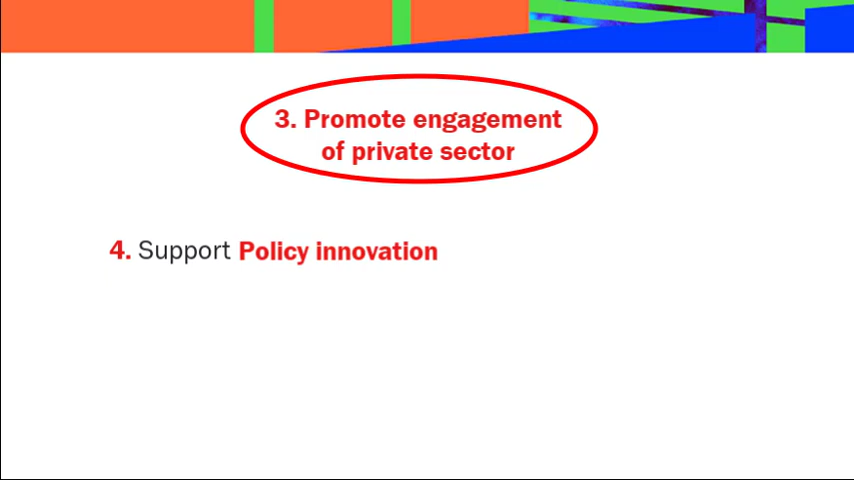 3. Promote engagement
of private sector
4. Support Policy innovation